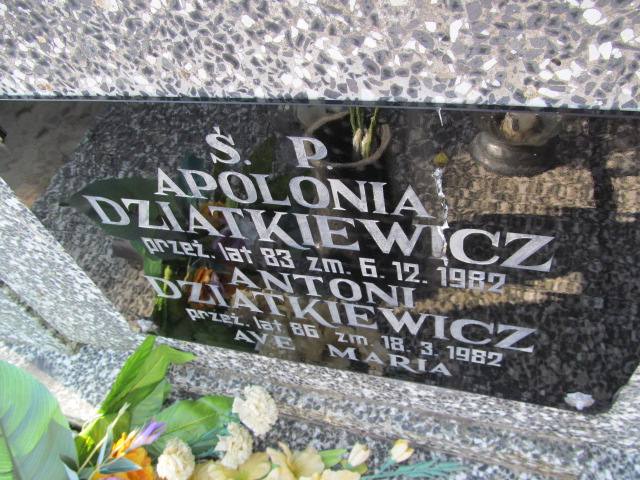 Ś. P.
APOLONIA
DZIATKIEWICZ
przeż. lat 83 zm. 6.12.1982
ANTONI
DZIATKIEWICZ
przeż. lat 86 zm. 18.3.1982
AVE MARIA